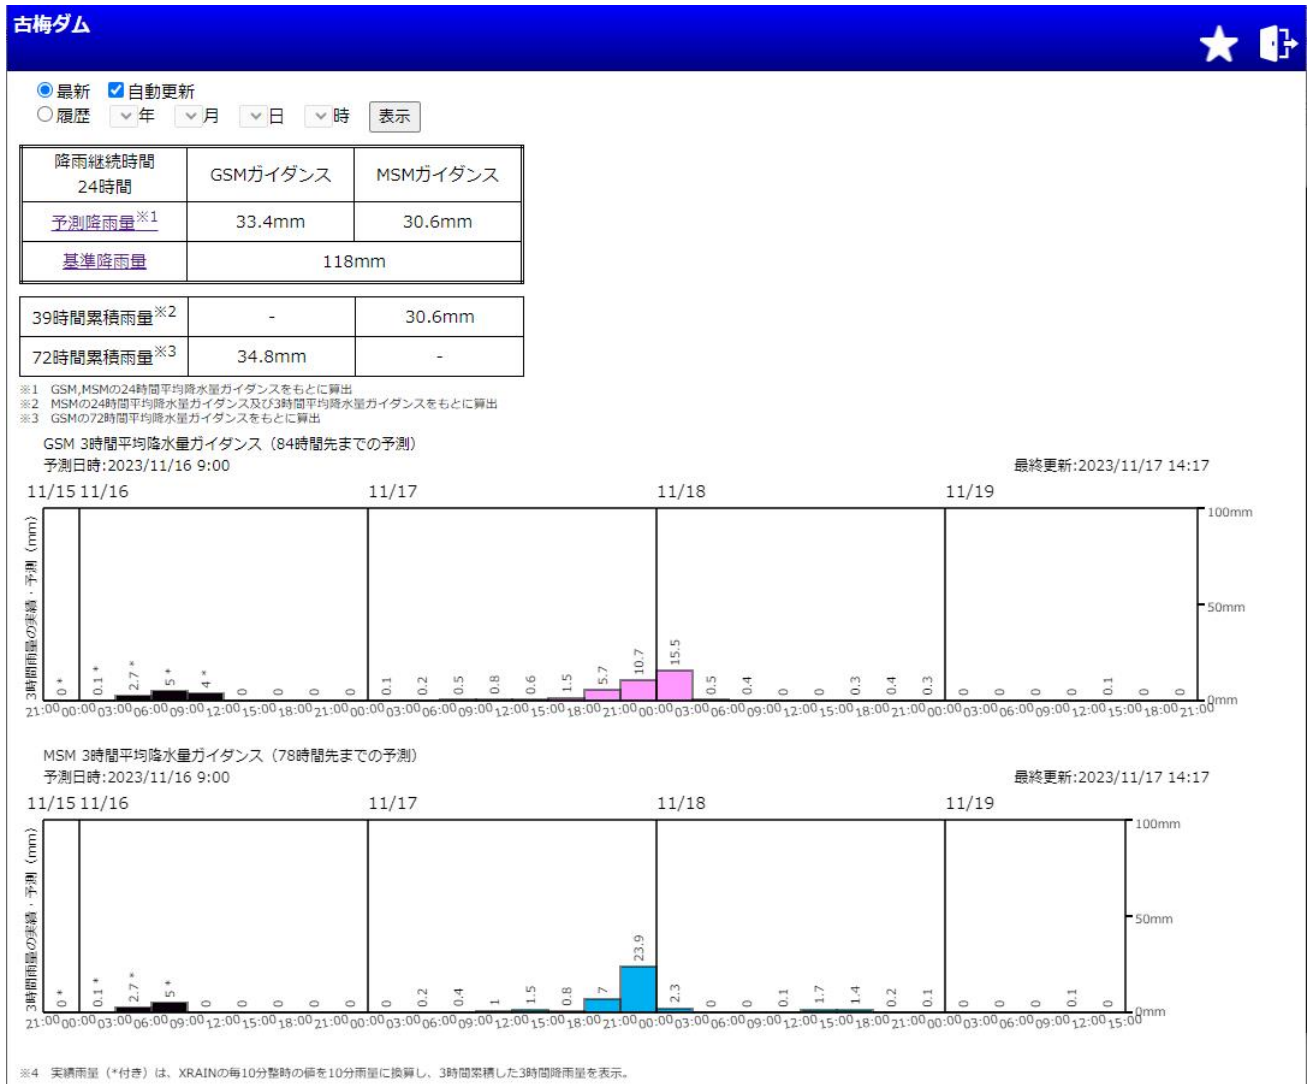 古梅ダム
最新 自動更新
履歴 年 月 日 時 表示
降雨継続時間
24時間 GSMガイダンス MSMガイダンス
予測降雨量※1 33.4mm 30.6mm
基準降雨量 118mm
39時間累積雨量※2 - 30.6mm
72時間累積雨量※3 34.8mm -
※1 GSM,MSMの24時間平均降水量ガイダンスをもとに算出
※2 MSMの24時間平均降水量ガイダンス及び3時間平均降水量ガイダンスをもとに算出
※3 GSMの72時間平均降水量ガイダンスをもとに算出
GSM 3時間平均降水量ガイダンス（84時間先までの予測）
予測日時:2023/11/16 9:00 最終更新:2023/11/17 14:17
11/15 11/16 11/17 11/18 11/19
3時間雨量の実績・予測（mm）
100mm
50mm
0mm
0* 0.1* 2.7* 5* 4* 0 0 0 0 0.1 0.2 0.5 0.8 0.6 1.5 5.7 10.7 15.5 0.5 0.4 0 0 0.3 0.4 0.3 0 0 0 0 0.1 0 0
21:00 00:00 03:00 06:00 09:00 12:00 15:00 18:00 21:00 00:00 03:00 06:00 09:00 12:00 15:00 18:00 21:00 00:00 03:00 06:00 09:00 12:00 15:00 18:00 21:00 00:00 03:00 06:00 09:00 12:00 15:00 18:00 21:00
MSM 3時間平均降水量ガイダンス（78時間先までの予測）
予測日時:2023/11/16 9:00 最終更新:2023/11/17 14:17
11/15 11/16 11/17 11/18 11/19
3時間雨量の実績・予測（mm）
100mm
50mm
0mm
0* 0.1* 2.7* 5* 0 0 0 0 0 0 0.2 0.4 1 1.5 0.8 7 23.9 2.3 0 0 0.1 1.7 1.4 0.2 0.1 0 0 0 0.1 0
21:00 00:00 03:00 06:00 09:00 12:00 15:00 18:00 21:00 00:00 03:00 06:00 09:00 12:00 15:00 18:00 21:00 00:00 03:00 06:00 09:00 12:00 15:00 18:00 21:00 00:00 03:00 06:00 09:00 12:00 15:00
※4 実績雨量（*付き）は、XRAINの毎10分整時の値を10分雨量に換算し、3時間累積した3時間降雨量を表示。